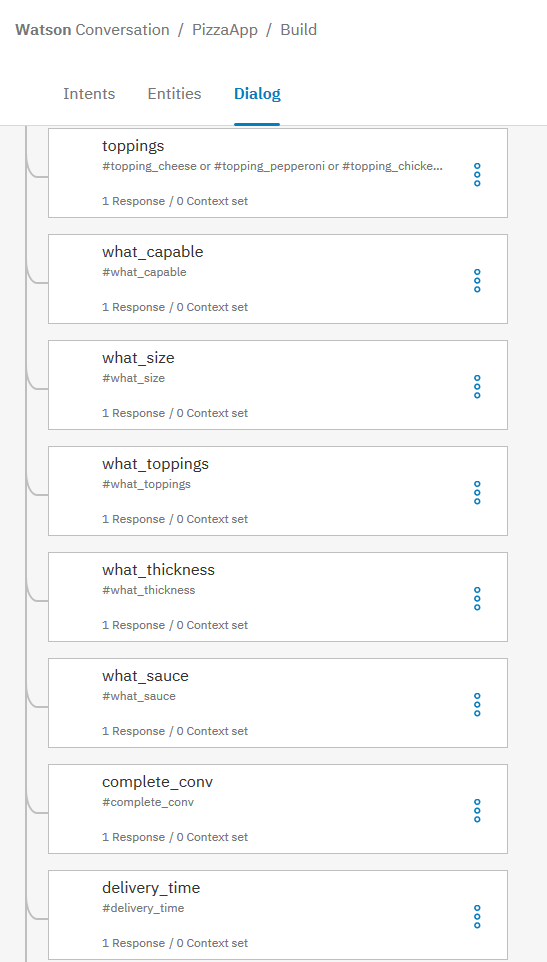 Watson Conversation / PizzaApp / Build
Intents Entities Dialog
toppings
#topping_cheese or #topping_pepperoni or #topping_chicke...
1 Response / 0 Context set
what_capable
#what_capable
1 Response / 0 Context set
what_size
#what_size
1 Response / 0 Context set
what_toppings
#what_toppings
1 Response / 0 Context set
what_thickness
#what_thickness
1 Response / 0 Context set
what_sauce
#what_sauce
1 Response / 0 Context set
complete_conv
#complete_conv
1 Response / 0 Context set
delivery_time
#delivery_time
1 Response / 0 Context set